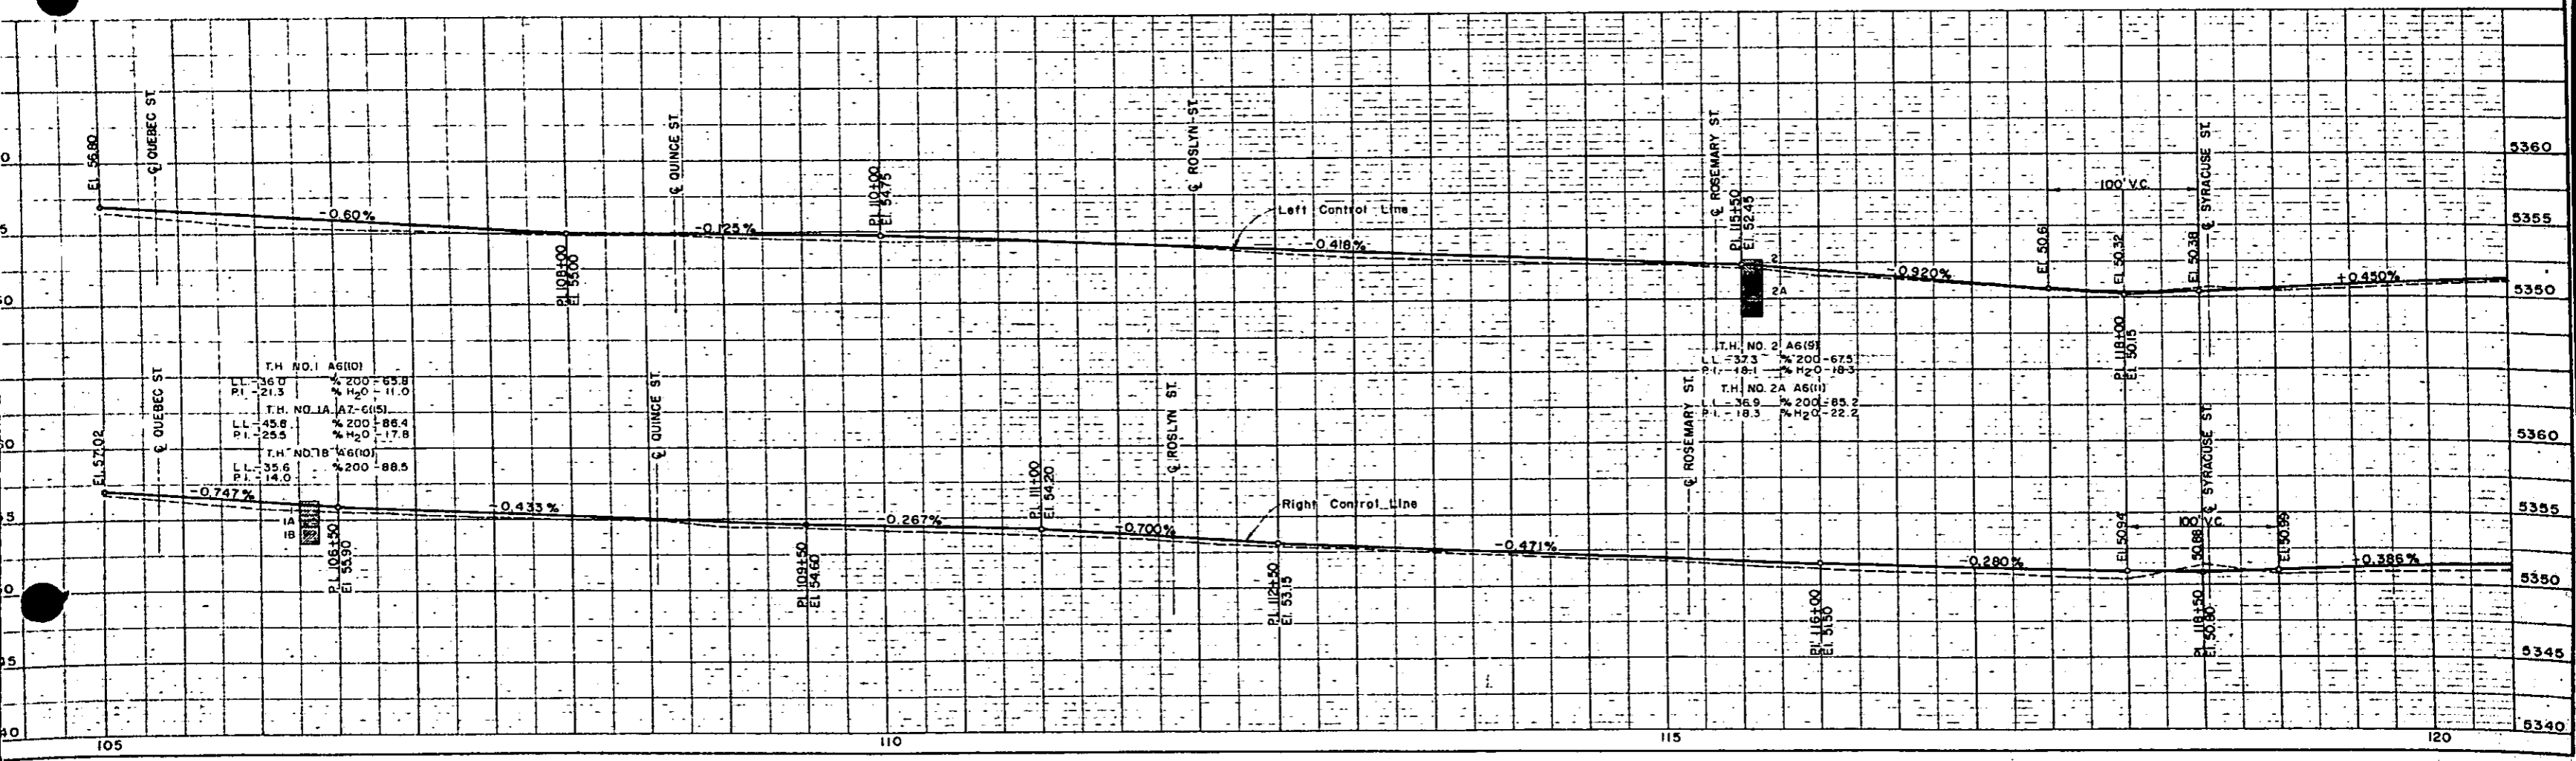 EL 56.80
℄ QUEBEC ST.
-0.60%
P.I. 108+00
EL 55.00
℄ QUINCE ST.
-0.125%
P.I. 110+00
EL 54.75
℄ ROSLYN ST.
Left Control Line
-0.418%
℄ ROSEMARY ST.
P.I. 115+50
EL 52.45
2
2A
-0.920%
EL 50.61
100' V.C.
EL 50.32
P.I. 118+00
EL 50.15
EL 50.38
℄ SYRACUSE ST.
+0.450%
5360
5355
5350
T.H. NO. 1 A6(10)
L.L.-36.0 % 200-65.8
P.I.-21.3 % H2O-11.0
T.H. NO. 1A A7-6(15)
L.L.-45.8 % 200-86.4
P.I.-25.5 % H2O-17.8
T.H. NO. 1B A6(10)
L.L.-35.6 % 200-88.5
P.I.-14.0
T.H. NO. 2 A6(9)
L.L.-37.3 % 200-67.5
P.I.-18.1 % H2O-18.3
T.H. NO. 2A A6(11)
L.L.-36.9 % 200-85.2
P.I.-18.3 % H2O-22.2
EL 57.02
℄ QUEBEC ST.
-0.747%
1A
1B
P.I. 106+50
EL 55.90
-0.433%
℄ QUINCE ST.
P.I. 109+50
EL 54.60
-0.267%
P.I. 111+00
EL 54.20
-0.700%
℄ ROSLYN ST.
Right Control Line
P.I. 112+50
EL 53.15
-0.471%
℄ ROSEMARY ST.
P.I. 116+00
EL 51.50
-0.280%
EL 50.94
100' V.C.
50.88
P.I. 118+50
EL 50.80
℄ SYRACUSE ST.
EL 50.99
+0.386%
5360
5355
5350
5345
5340
105
110
115
120